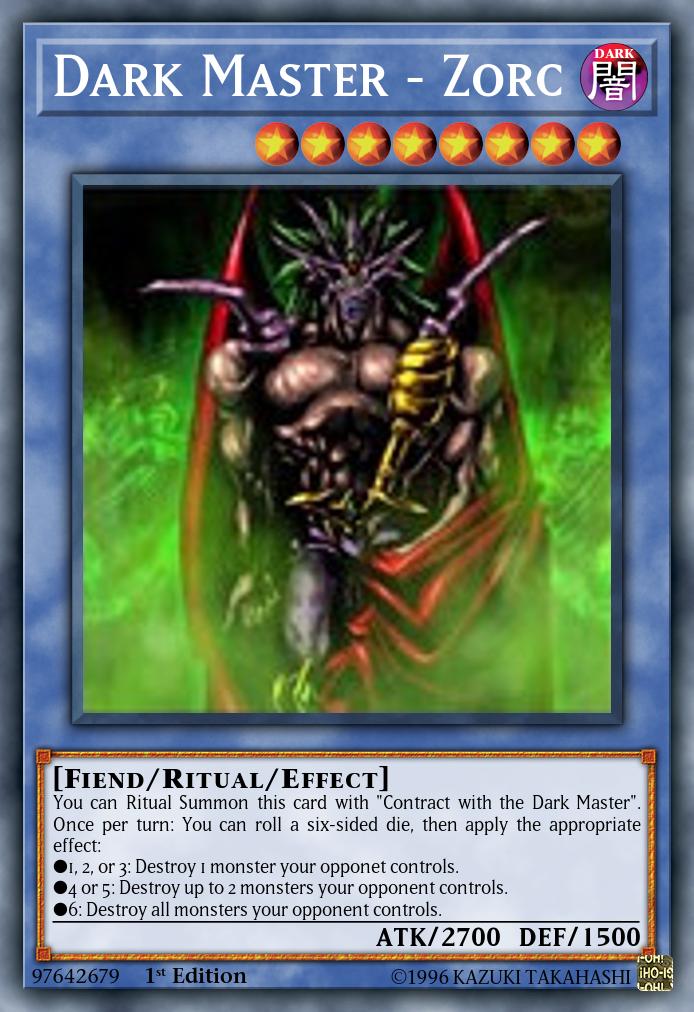 Dark Master - Zorc
DARK
闇
[Fiend/Ritual/Effect]
You can Ritual Summon this card with "Contract with the Dark Master".
Once per turn: You can roll a six-sided die, then apply the appropriate
effect:
●1, 2, or 3: Destroy 1 monster your opponet controls.
●4 or 5: Destroy up to 2 monsters your opponent controls.
●6: Destroy all monsters your opponent controls.
ATK/2700 DEF/1500
97642679 1st Edition ©1996 KAZUKI TAKAHASHI